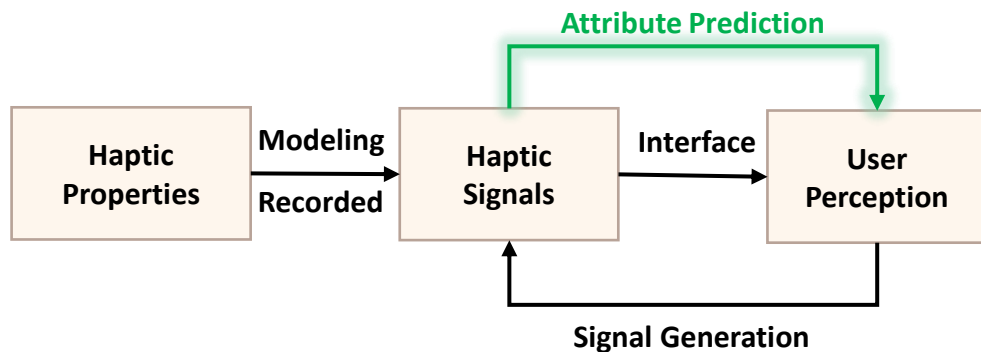 Attribute Prediction
Haptic
Properties
Modeling
Recorded
Haptic
Signals
Interface
User
Perception
Signal Generation